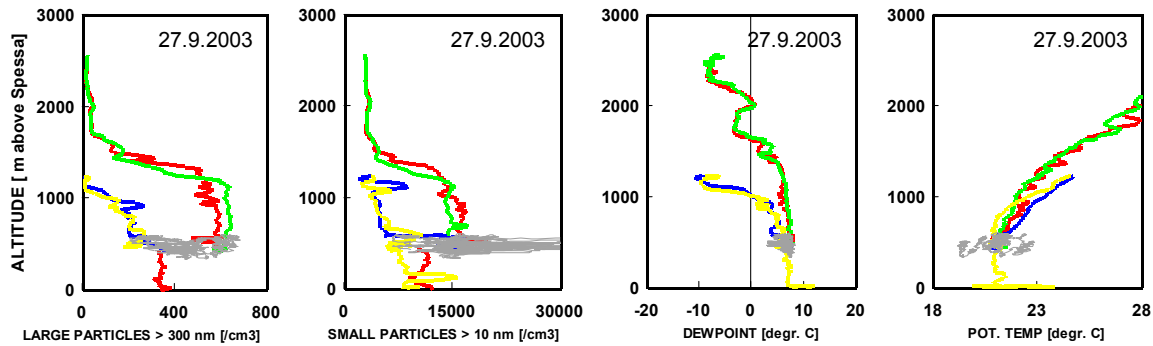 ALTITUDE [ m above Spessa]
3000
2000
1000
0
27.9.2003
0 400 800
LARGE PARTICLES > 300 nm [/cm3]
3000
2000
1000
0
27.9.2003
0 15000 30000
SMALL PARTICLES > 10 nm [/cm3]
3000
2000
1000
0
27.9.2003
-20 -10 0 10 20
DEWPOINT [degr. C]
3000
2000
1000
0
27.9.2003
18 23 28
POT. TEMP [degr. C]